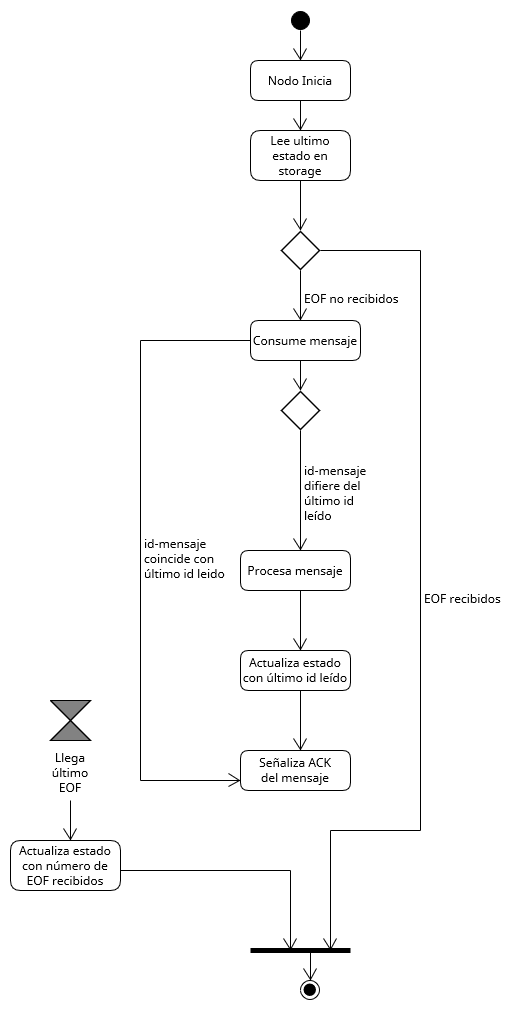 Nodo Inicia
Lee ultimo
estado en
storage
EOF no recibidos
Consume mensaje
id-mensaje
difiere del
último id
leído
id-mensaje
coincide con
último id leido
Procesa mensaje
EOF recibidos
Actualiza estado
con último id leído
Señaliza ACK
del mensaje
Llega
último
EOF
Actualiza estado
con número de
EOF recibidos